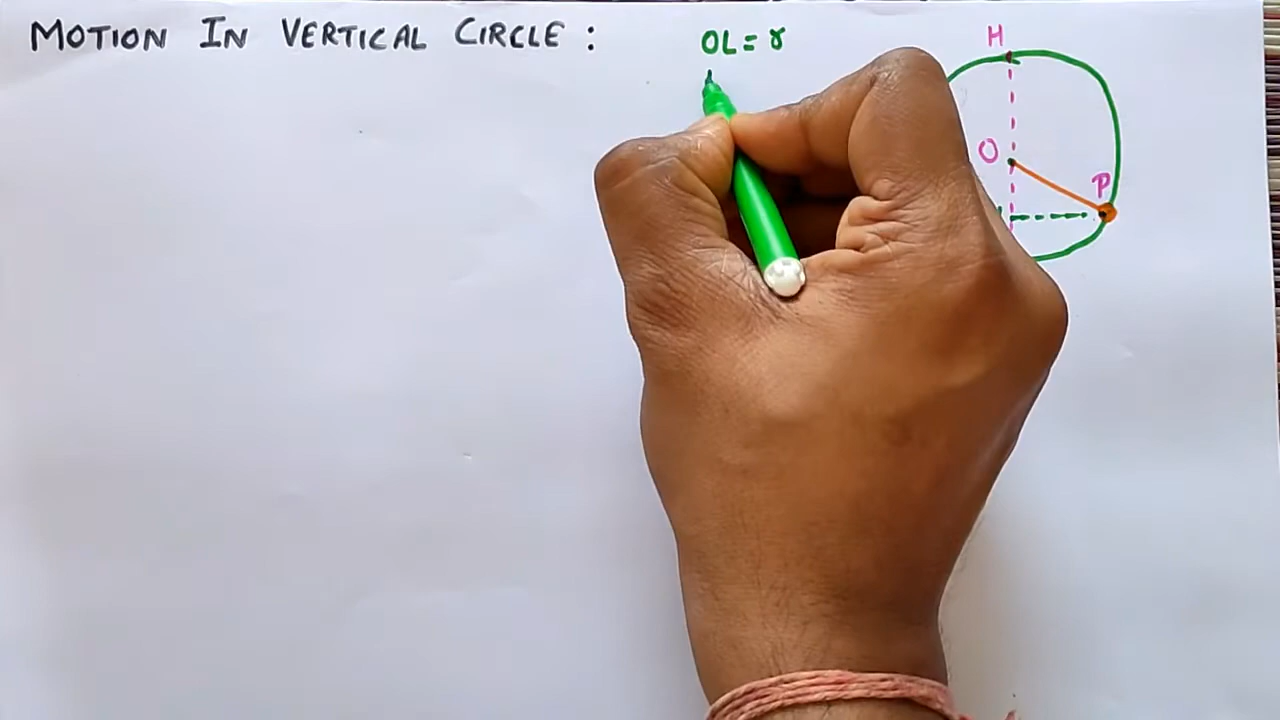 MOTION IN VERTICAL CIRCLE :
OL = r
H
O
P